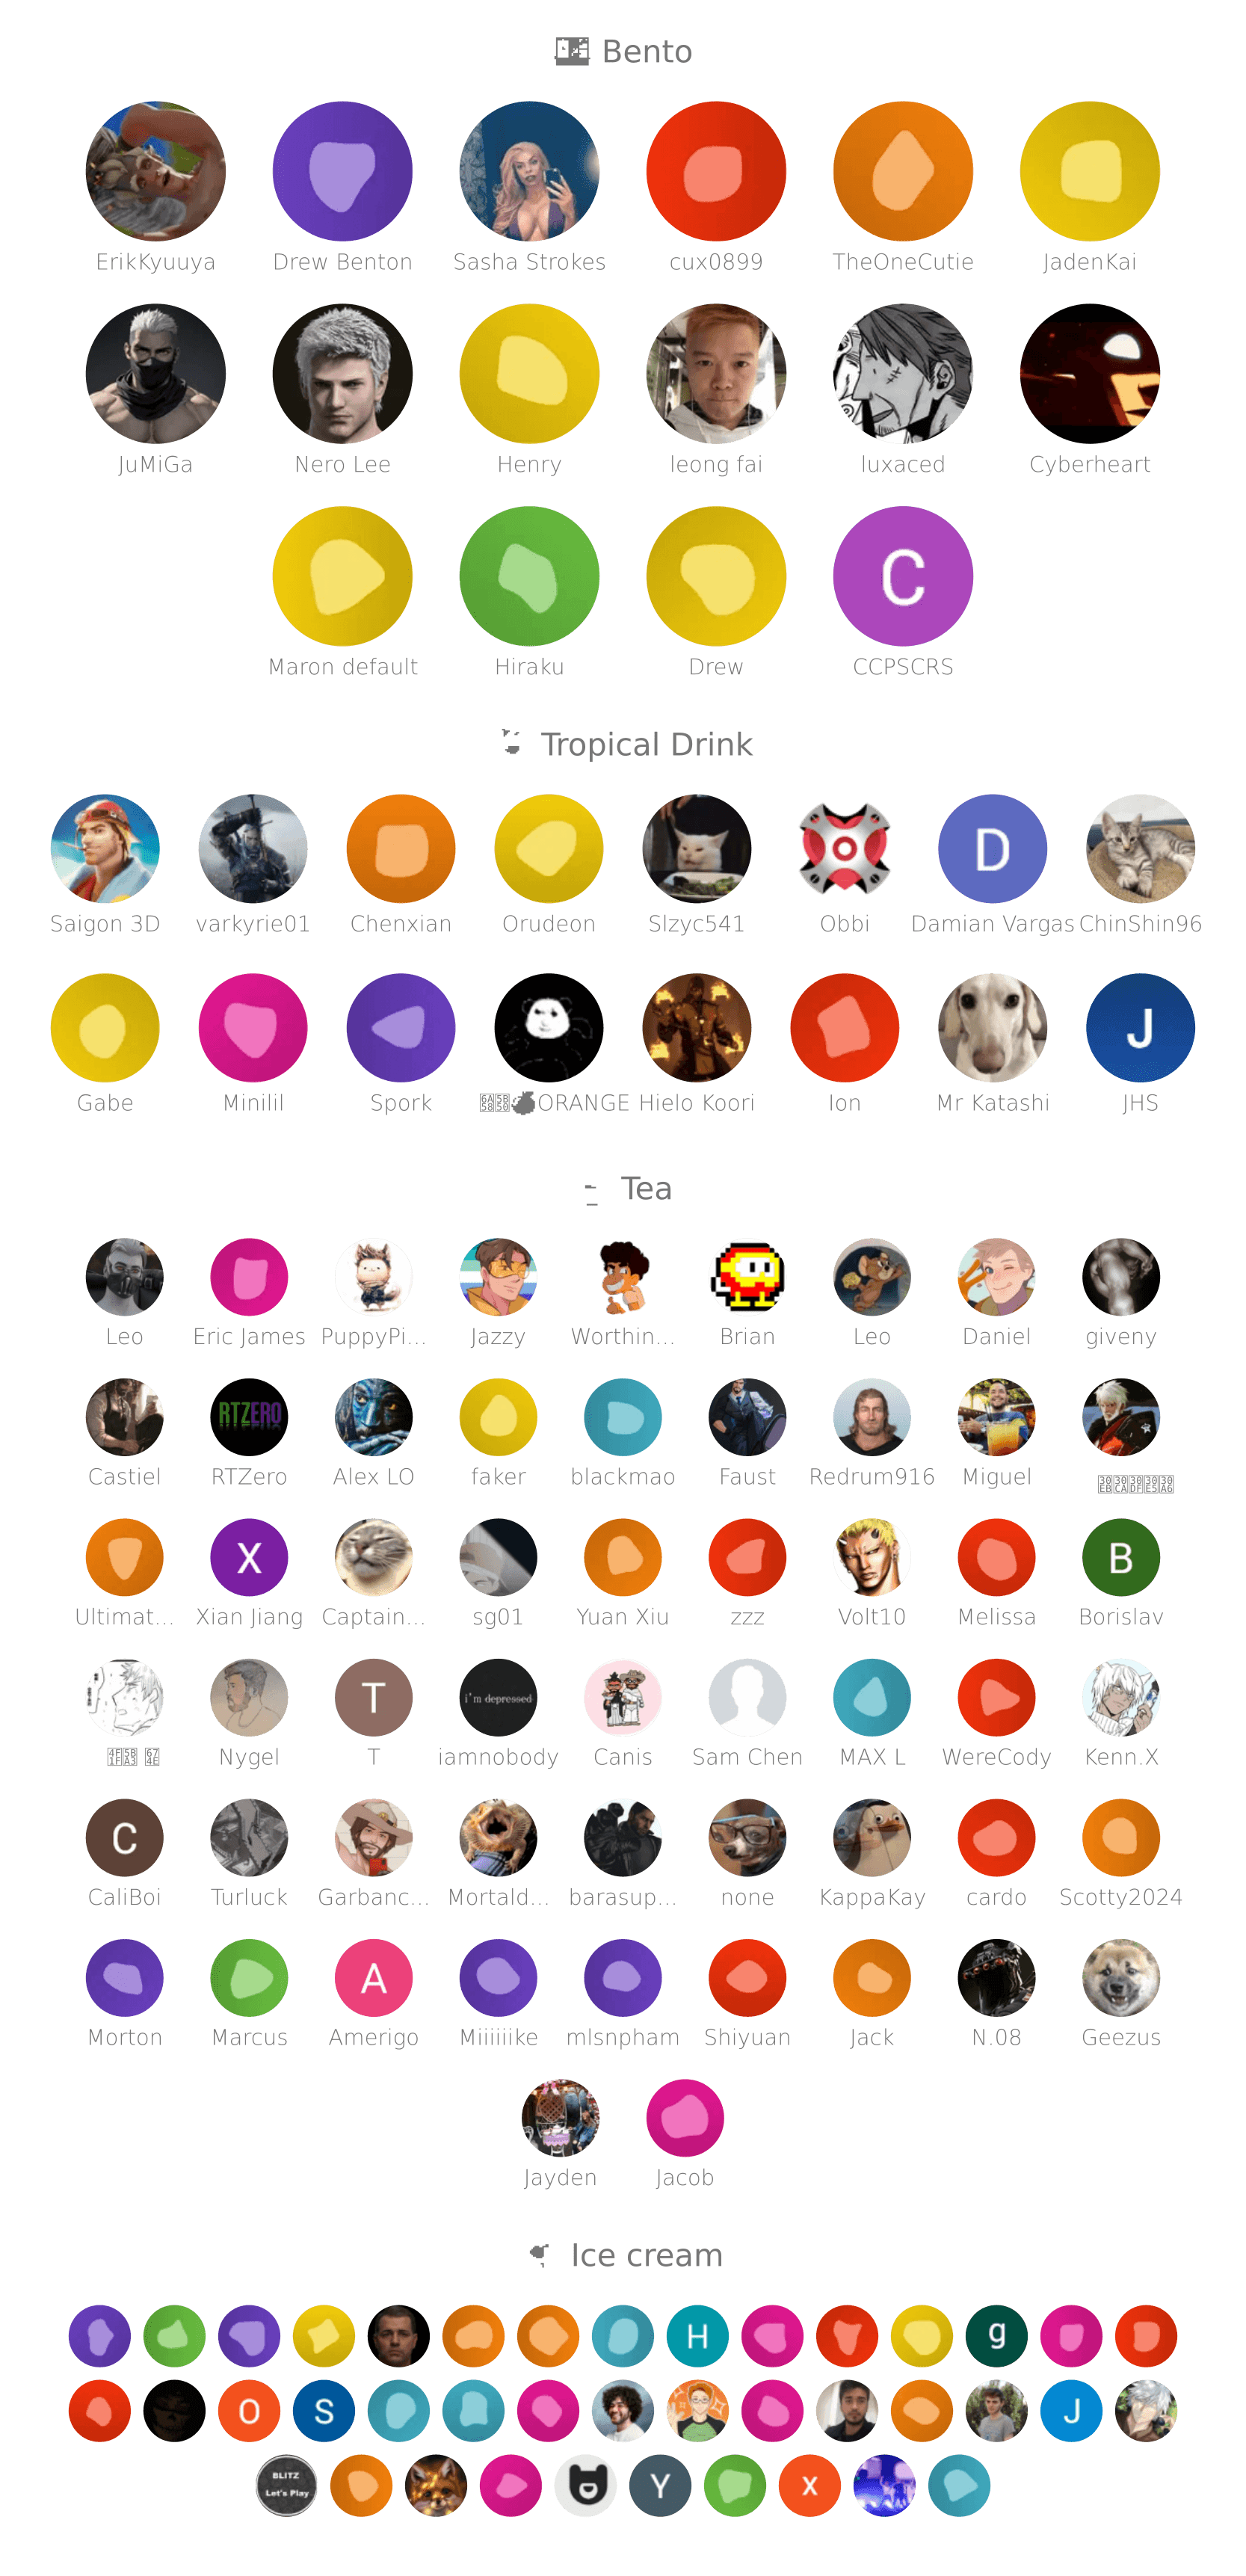 Bento
ErikKyuuya Drew Benton Sasha Strokes cux0899 TheOneCutie JadenKai
JuMiGa Nero Lee Henry leong fai luxaced Cyberheart
Maron default Hiraku Drew C CCPSCRS
Tropical Drink
D
Saigon 3D varkyrie01 Chenxian Orudeon Slzyc541 Obbi Damian Vargas ChinShin96
J
Gabe Minilil Spork ORANGE Hielo Koori Ion Mr Katashi JHS
Tea
Leo Eric James PuppyPi... Jazzy Worthin... Brian Leo Daniel giveny
RTZERO
Castiel RTZero Alex LO faker blackmao Faust Redrum916 Miguel
X B
Ultimat... Xian Jiang Captain... sg01 Yuan Xiu zzz Volt10 Melissa Borislav
T i'm depressed
Nygel T iamnobody Canis Sam Chen MAX L WereCody Kenn.X
C
CaliBoi Turluck Garbanc... Mortald... barasup... none KappaKay cardo Scotty2024
A
Morton Marcus Amerigo Miiiiiike mlsnpham Shiyuan Jack N.08 Geezus
Jayden Jacob
Ice cream
H g
O S J
BLITZ
Let's Play
Y x